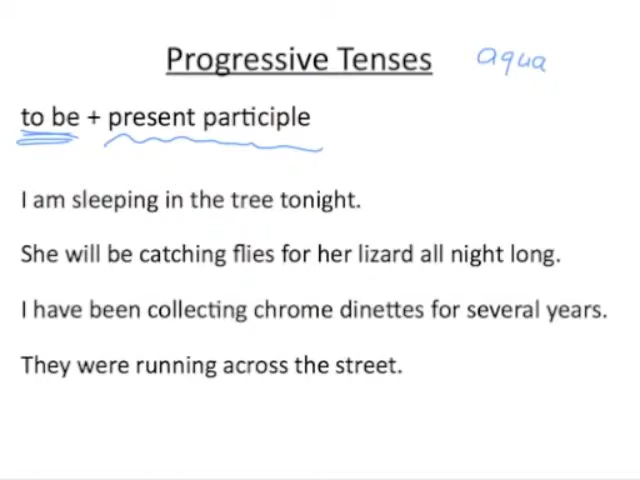 Progressive Tenses aqua
to be + present participle
I am sleeping in the tree tonight.
She will be catching flies for her lizard all night long.
I have been collecting chrome dinettes for several years.
They were running across the street.